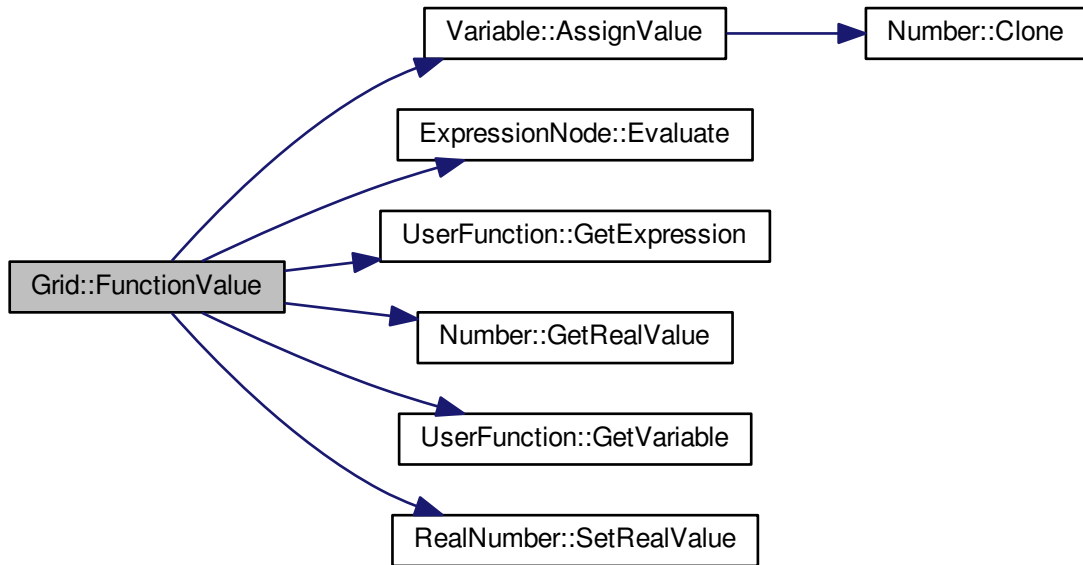 Variable::AssignValue
Number::Clone
ExpressionNode::Evaluate
UserFunction::GetExpression
Grid::FunctionValue
Number::GetRealValue
UserFunction::GetVariable
RealNumber::SetRealValue